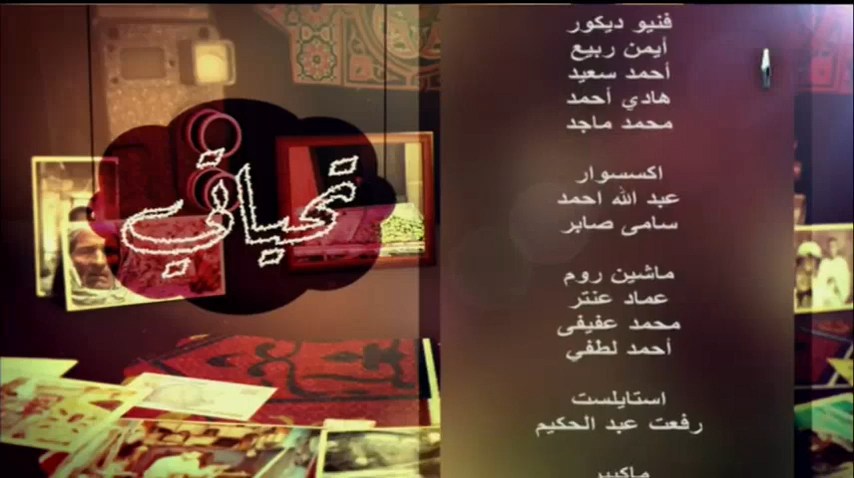 تحياتي
فنيو ديكور
أيمن ربيع
أحمد سعيد
هادي أحمد
محمد ماجد
اكسسوار
عبد الله احمد
سامى صابر
ماشين روم
عماد عنتر
محمد عفيفى
أحمد لطفي
استايلست
رفعت عبد الحكيم
ماكيير